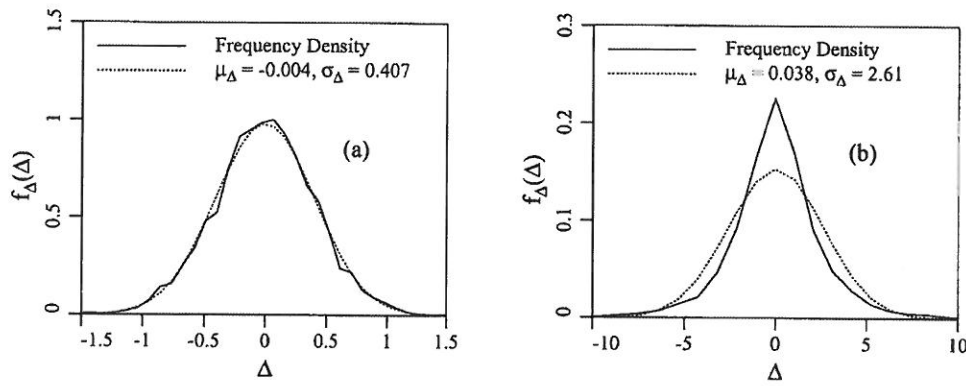 1.5
Frequency Density
μΔ = -0.004, σΔ = 0.407
1.0
(a)
fΔ(Δ)
0.5
0
-1.5 -1 -0.5 0 0.5 1 1.5
Δ
0.3
Frequency Density
μΔ = 0.038, σΔ = 2.61
0.2
(b)
fΔ(Δ)
0.1
0
-10 -5 0 5 10
Δ